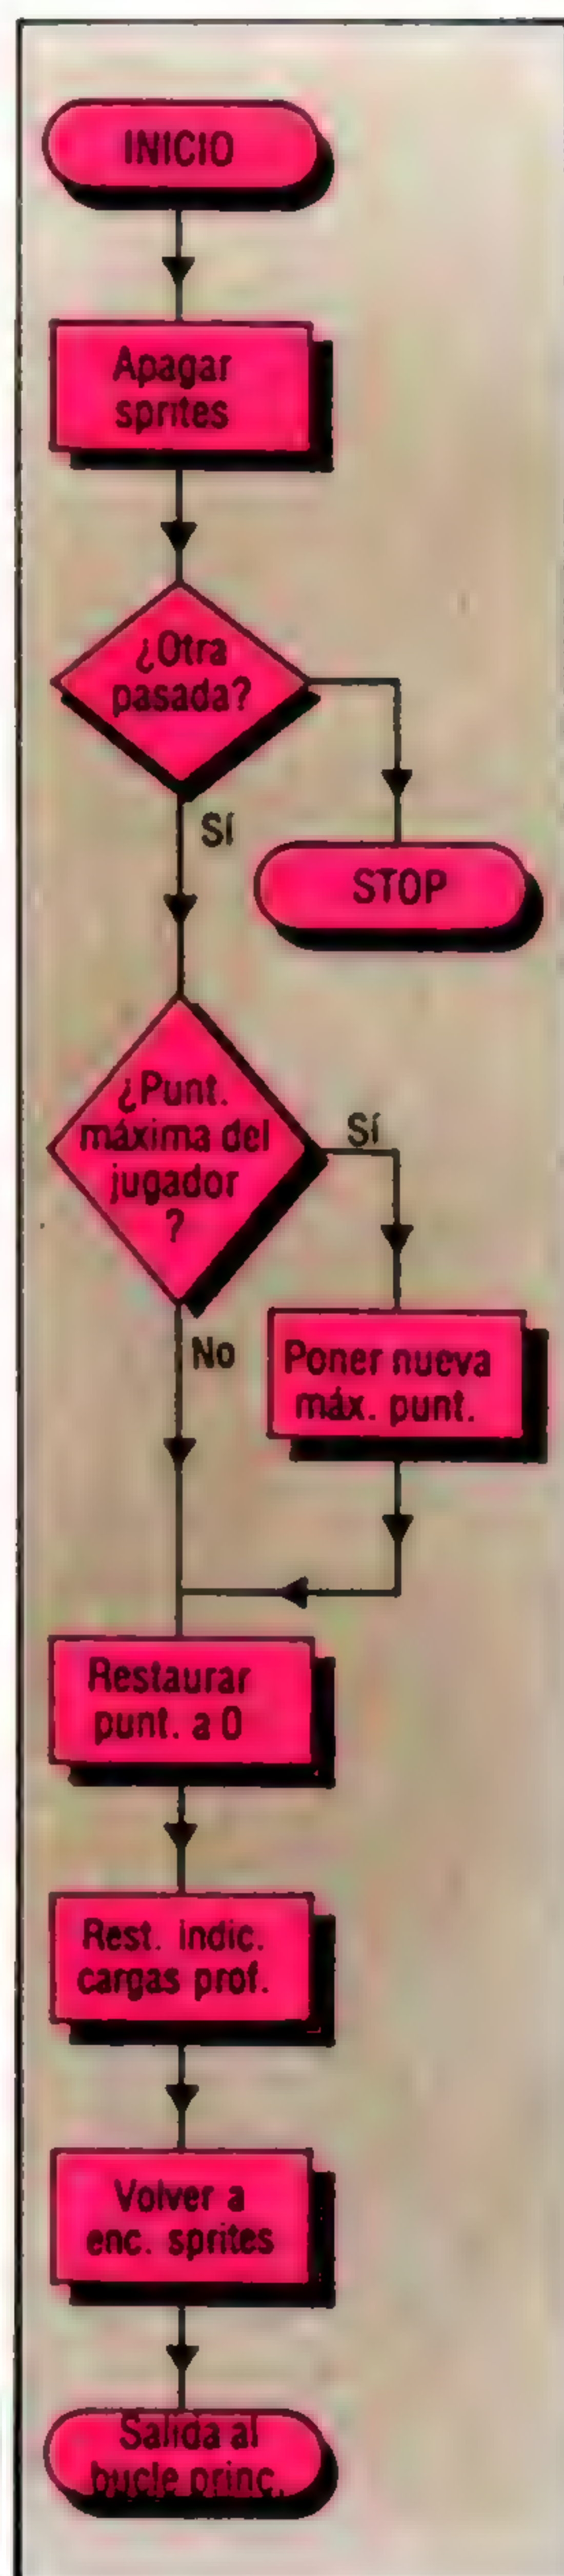 INICIO
Apagar
sprites
¿Otra
pasada?
Sí
STOP
¿Punt.
máxima del
jugador
?
Sí
No
Poner nueva
máx. punt.
Restaurar
punt. a 0
Rest. indic.
cargas prof.
Volver a
enc. sprites
Salida al
bucle princ.